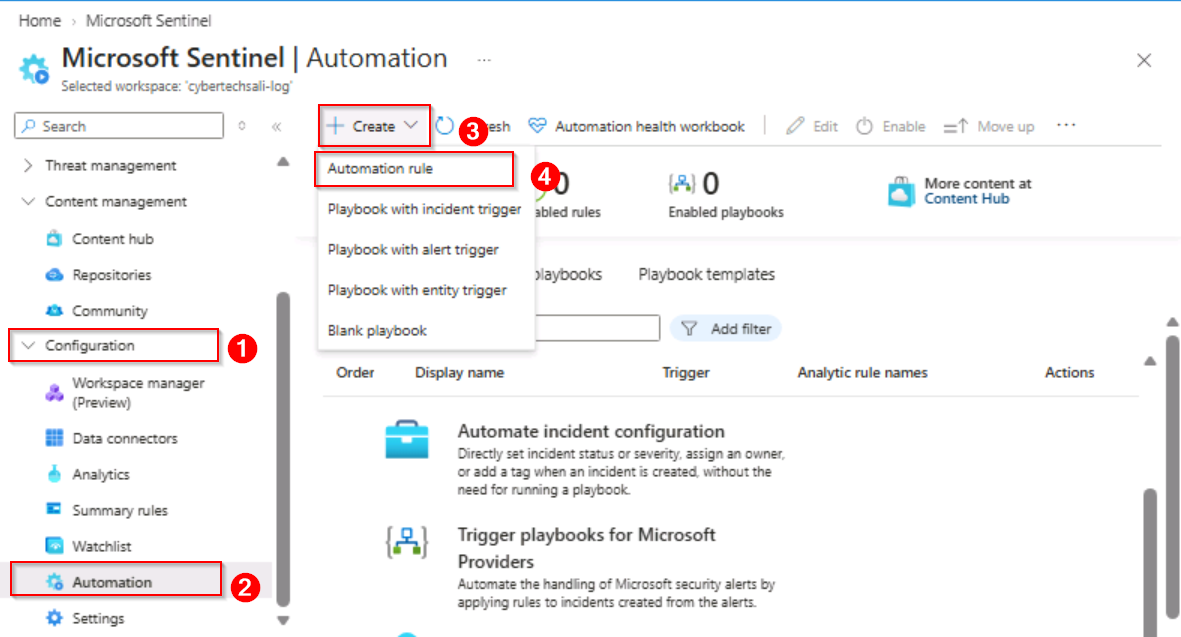 Home › Microsoft Sentinel
Microsoft Sentinel | Automation ...
Selected workspace: 'cybertechsali-log'
Search
Threat management
Content management
Content hub
Repositories
Community
Configuration
1
Workspace manager
(Preview)
Data connectors
Analytics
Summary rules
Watchlist
Automation
2
Settings
Create
3
Automation health workbook
Edit
Enable
Move up
...
Automation rule
4
Playbook with incident trigger
Playbook with alert trigger
Playbook with entity trigger
Blank playbook
0
rules
0
Enabled playbooks
More content at
Content Hub
playbooks
Playbook templates
Add filter
Order
Display name
Trigger
Analytic rule names
Actions
Automate incident configuration
Directly set incident status or severity, assign an owner,
or add a tag when an incident is created, without the
need for running a playbook.
Trigger playbooks for Microsoft
Providers
Automate the handling of Microsoft security alerts by
applying rules to incidents created from the alerts.